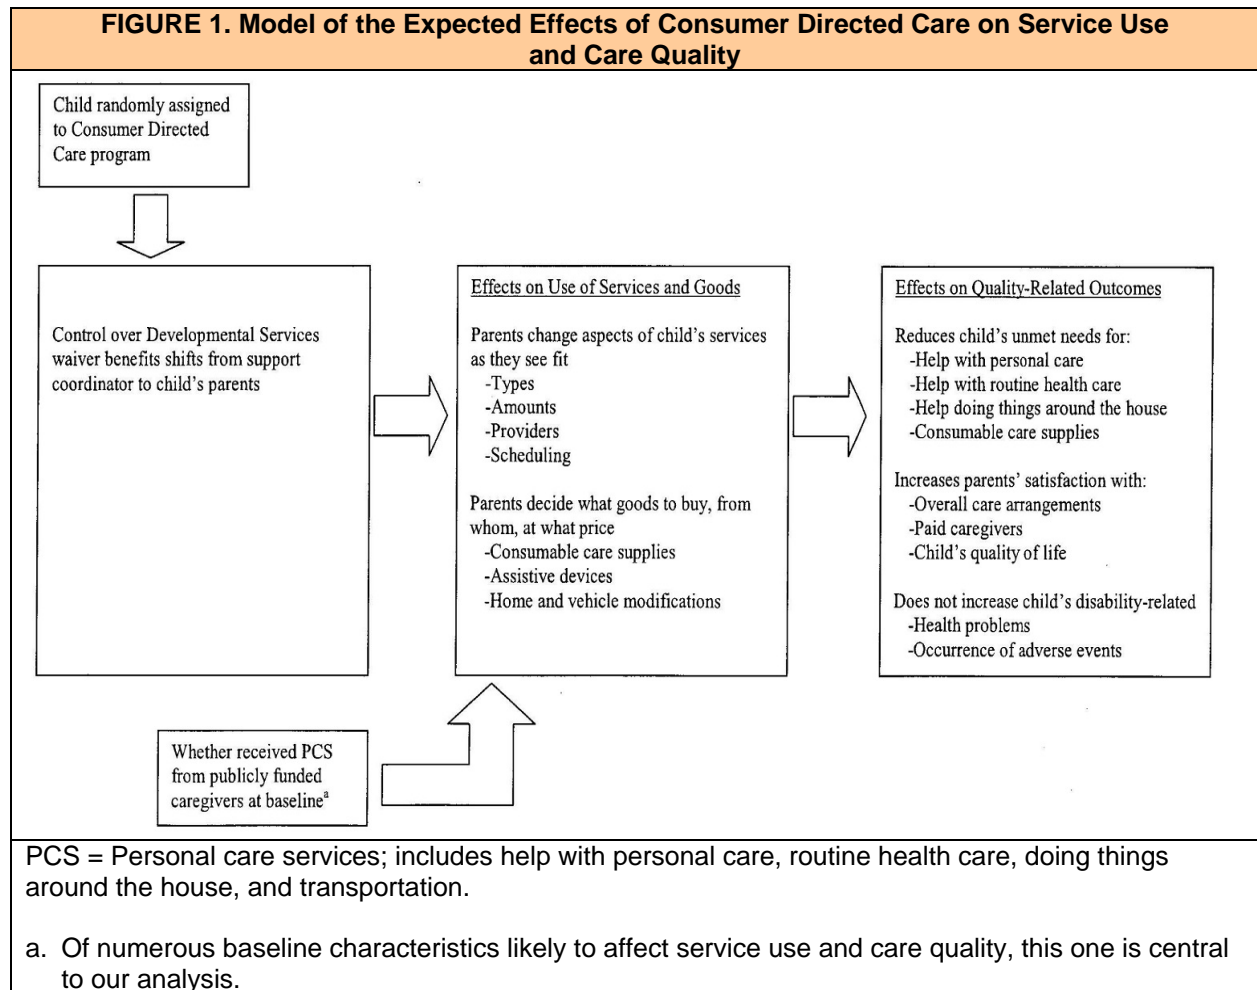 FIGURE 1. Model of the Expected Effects of Consumer Directed Care on Service Use
and Care Quality
Child randomly assigned
to Consumer Directed
Care program
Control over Developmental Services
waiver benefits shifts from support
coordinator to child's parents
Effects on Use of Services and Goods
Parents change aspects of child's services
as they see fit
-Types
-Amounts
-Providers
-Scheduling
Parents decide what goods to buy, from
whom, at what price
-Consumable care supplies
-Assistive devices
-Home and vehicle modifications
Effects on Quality-Related Outcomes
Reduces child's unmet needs for:
-Help with personal care
-Help with routine health care
-Help doing things around the house
-Consumable care supplies
Increases parents' satisfaction with:
-Overall care arrangements
-Paid caregivers
-Child's quality of life
Does not increase child's disability-related
-Health problems
-Occurrence of adverse events
Whether received PCS
from publicly funded
caregivers at baselineª
PCS = Personal care services; includes help with personal care, routine health care, doing things
around the house, and transportation.
a. Of numerous baseline characteristics likely to affect service use and care quality, this one is central
to our analysis.